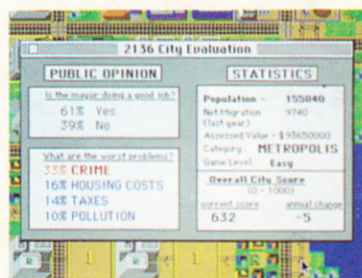 2136 City Evaluation
PUBLIC OPINION
Is the mayor doing a good job?
61% Yes
39% No
What are the worst problems?
33% CRIME
16% HOUSING COSTS
14% TAXES
10% POLLUTION
STATISTICS
Population - 155840
Net Migration 9740
(last year)
Assessed Value - $93650000
Category: METROPOLIS
Game Level: Easy
Overall City Score
(0 - 1000)
current score annual change
632 -5
R
1
R
1
R